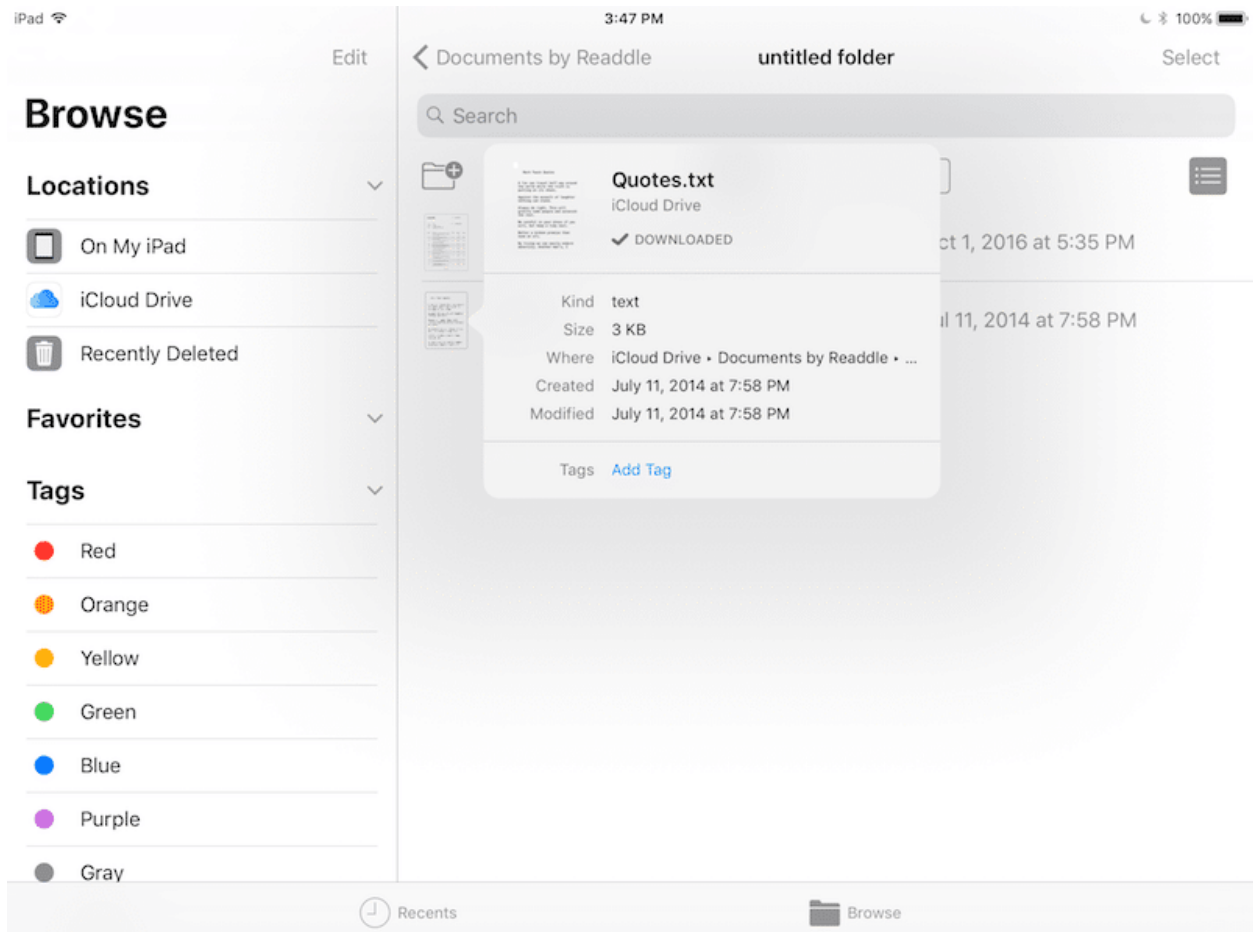 iPad 3:47 PM 100%
Edit
Documents by Readdle untitled folder Select
Browse
Search
Locations
On My iPad
iCloud Drive
Recently Deleted
Favorites
Tags
Red
Orange
Yellow
Green
Blue
Purple
Gray
Quotes.txt
iCloud Drive
DOWNLOADED
Kind text
Size 3 KB
Where iCloud Drive ▸ Documents by Readdle ▸ ...
Created July 11, 2014 at 7:58 PM
Modified July 11, 2014 at 7:58 PM
Tags Add Tag
ct 1, 2016 at 5:35 PM
ul 11, 2014 at 7:58 PM
Recents
Browse